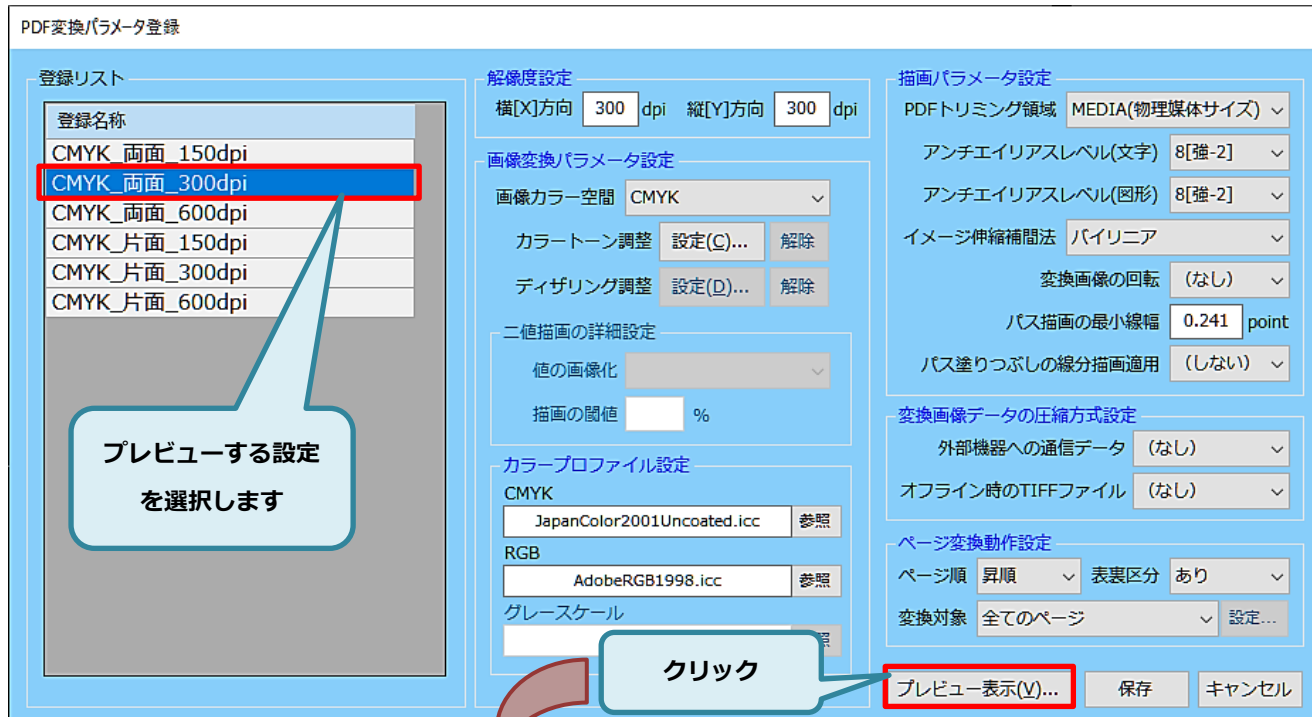 PDF変換パラメータ登録
登録リスト
登録名称
CMYK_両面_150dpi
CMYK_両面_300dpi
CMYK_両面_600dpi
CMYK_片面_150dpi
CMYK_片面_300dpi
CMYK_片面_600dpi
プレビューする設定
を選択します
解像度設定
横[X]方向 300 dpi 縦[Y]方向 300 dpi
画像変換パラメータ設定
画像カラー空間 CMYK
カラートーン調整 設定(C)... 解除
ディザリング調整 設定(D)... 解除
二値描画の詳細設定
値の画像化
描画の閾値 %
カラープロファイル設定
CMYK
JapanColor2001Uncoated.icc 参照
RGB
AdobeRGB1998.icc 参照
グレースケール
クリック
描画パラメータ設定
PDFトリミング領域 MEDIA(物理媒体サイズ)
アンチエイリアスレベル(文字) 8[強-2]
アンチエイリアスレベル(図形) 8[強-2]
イメージ伸縮補間法 バイリニア
変換画像の回転 (なし)
パス描画の最小線幅 0.241 point
パス塗りつぶしの線分描画適用 (しない)
変換画像データの圧縮方式設定
外部機器への通信データ (なし)
オフライン時のTIFFファイル (なし)
ページ変換動作設定
ページ順 昇順 表裏区分 あり
変換対象 全てのページ 設定...
プレビュー表示(V)... 保存 キャンセル